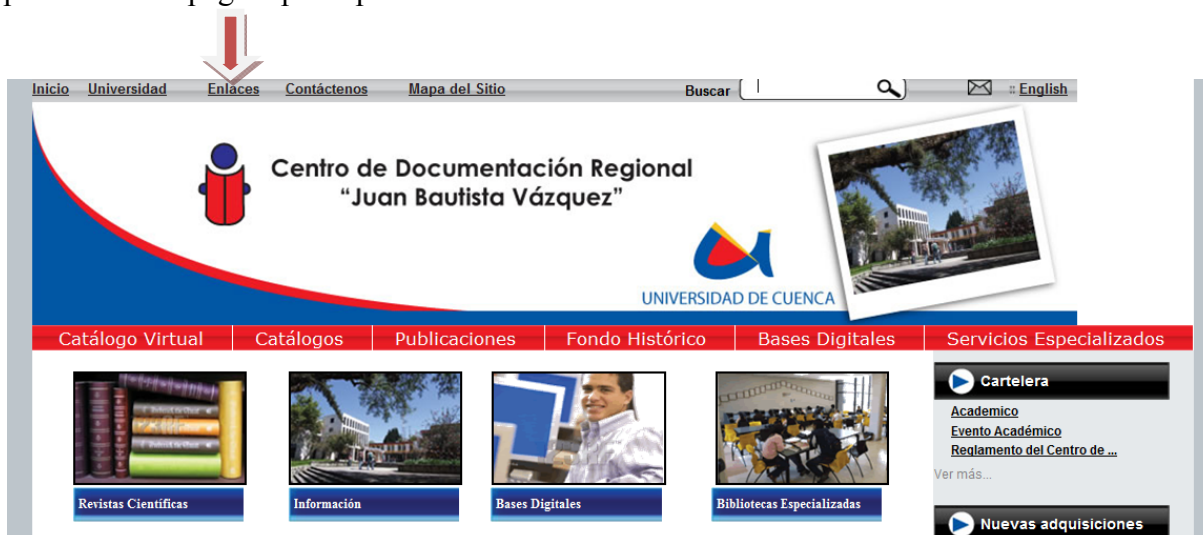 Inicio Universidad Enlaces Contáctenos Mapa del Sitio Buscar :: English
Centro de Documentación Regional
“Juan Bautista Vázquez”
UNIVERSIDAD DE CUENCA
Catálogo Virtual Catálogos Publicaciones Fondo Histórico Bases Digitales Servicios Especializados
Cartelera
Academico
Evento Académico
Reglamento del Centro de ...
Ver más...
Revistas Científicas Información Bases Digitales Bibliotecas Especializadas
Nuevas adquisiciones